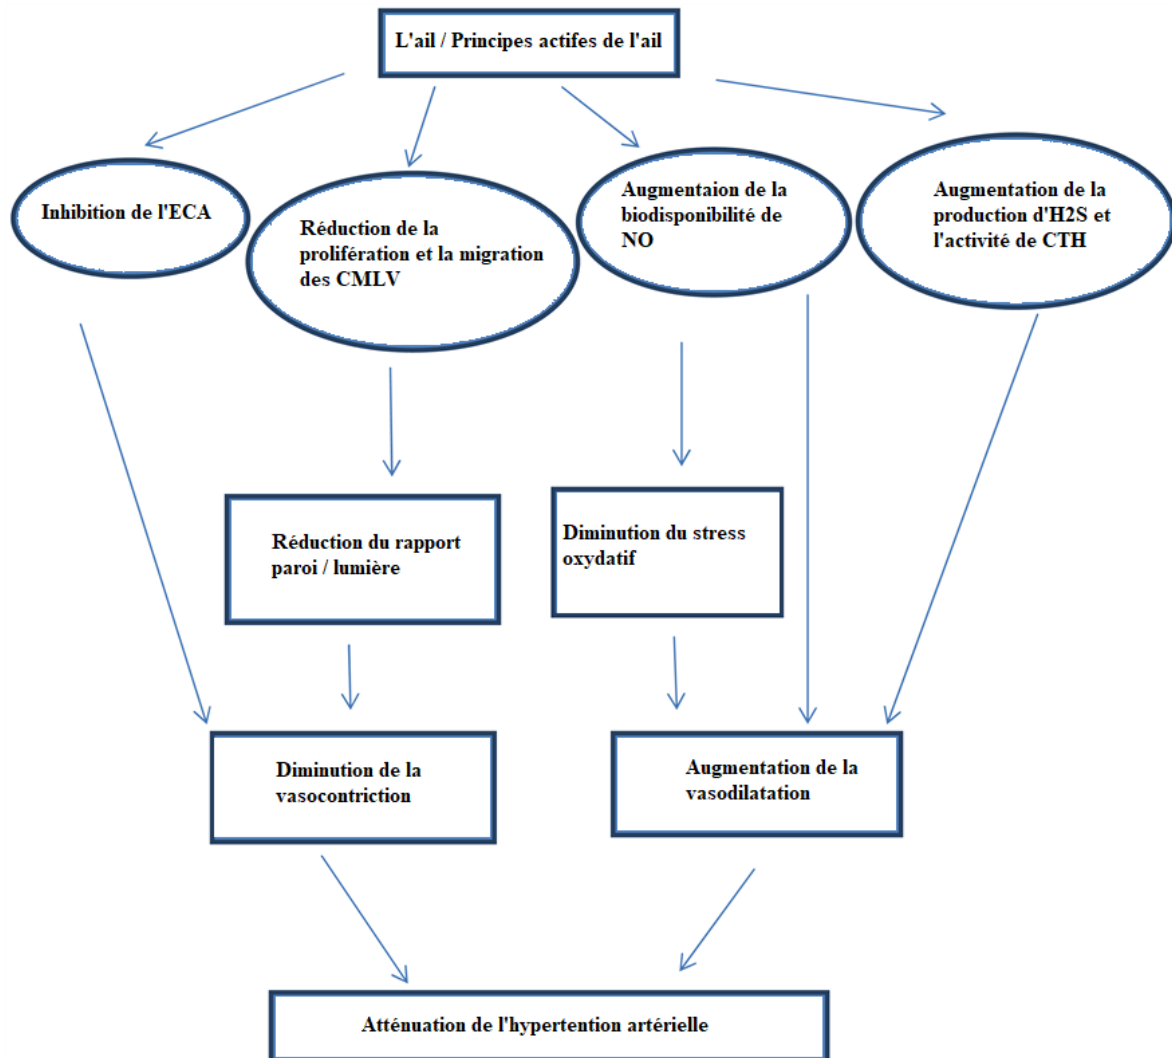 L'ail / Principes actifes de l'ail
Inhibition de l'ECA
Réduction de la
prolifération et la migration
des CMLV
Augmentaion de la
biodisponibilité de
NO
Augmentation de la
production d'H2S et
l'activité de CTH
Réduction du rapport
paroi / lumière
Diminution du stress
oxydatif
Diminution de la
vasocontriction
Augmentation de la
vasodilatation
Atténuation de l'hypertention artérielle